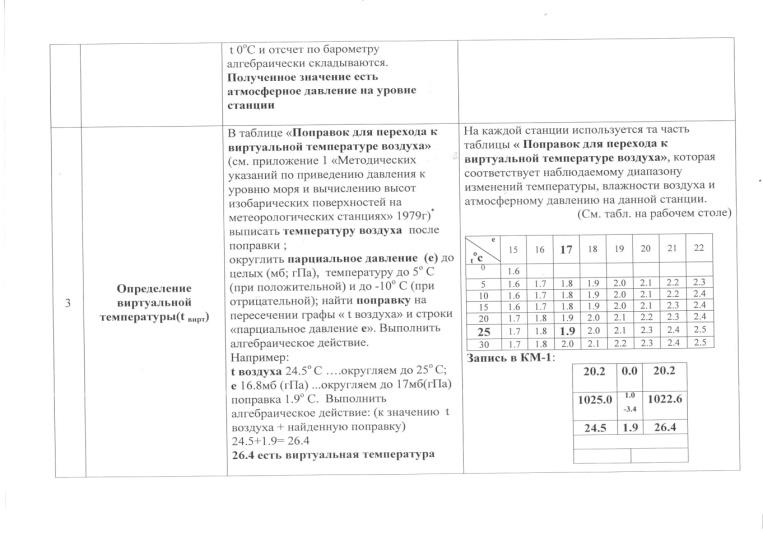 t 0°С и отсчет по барометру
алгебраически складываются.
Полученное значение есть
атмосферное давление на уровне
станции
3
Определение
виртуальной
температуры(t вирт)
В таблице «Поправок для перехода к
виртуальной температуре воздуха»
(см. приложение 1 «Методических
указаний по приведению давления к
уровню моря и вычислению высот
изобарических поверхностей на
метеорологических станциях» 1979г)*
выписать температуру воздуха после
поправки ;
округлить парциальное давление (е) до
целых (мб; гПа), температуру до 5° С
(при положительной) и до -10° С (при
отрицательной); найти поправку на
пересечении графы « t воздуха» и строки
«парциальное давление е». Выполнить
алгебраическое действие.
Например:
t воздуха 24.5° С ….округляем до 25° С;
е 16.8мб (гПа) ...округляем до 17мб(гПа)
поправка 1.9° С. Выполнить
алгебраическое действие: (к значению t
воздуха + найденную поправку)
24.5+1.9= 26.4
26.4 есть виртуальная температура
На каждой станции используется та часть
таблицы « Поправок для перехода к
виртуальной температуре воздуха», которая
соответствует наблюдаемому диапазону
изменений температуры, влажности воздуха и
атмосферному давлению на данной станции.
(См. табл. на рабочем столе)
е t°с 15 16 17 18 19 20 21 22
0 1.6
5 1.6 1.7 1.8 1.9 2.0 2.1 2.2 2.3
10 1.6 1.7 1.8 1.9 2.0 2.1 2.2 2.4
15 1.6 1.7 1.8 1.9 2.0 2.1 2.3 2.4
20 1.7 1.8 1.9 2.0 2.1 2.2 2.3 2.4
25 1.7 1.8 1.9 2.0 2.1 2.3 2.4 2.5
30 1.7 1.8 2.0 2.1 2.2 2.3 2.4 2.5
Запись в КМ-1:
20.2 0.0 20.2
1025.0 1.0 -3.4 1022.6
24.5 1.9 26.4